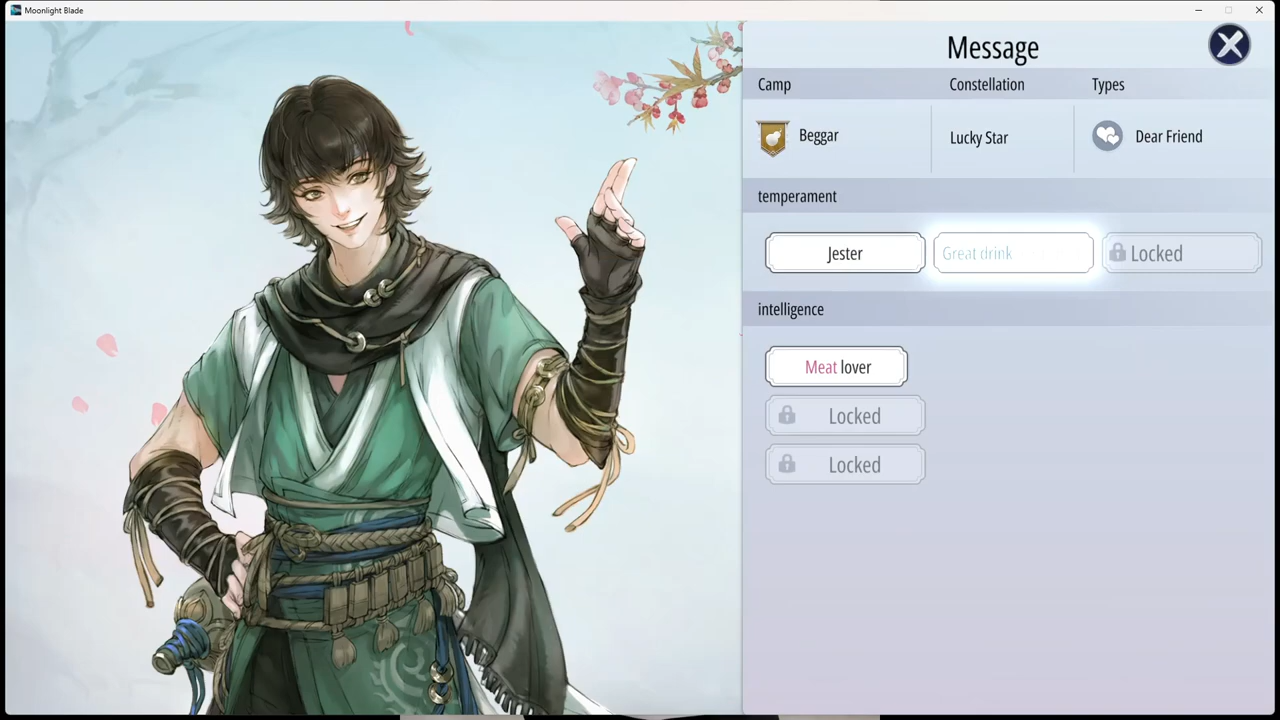 Moonlight Blade
Message
Camp Constellation Types
Beggar Lucky Star Dear Friend
temperament
Jester Great drink Locked
intelligence
Meat lover
Locked
Locked